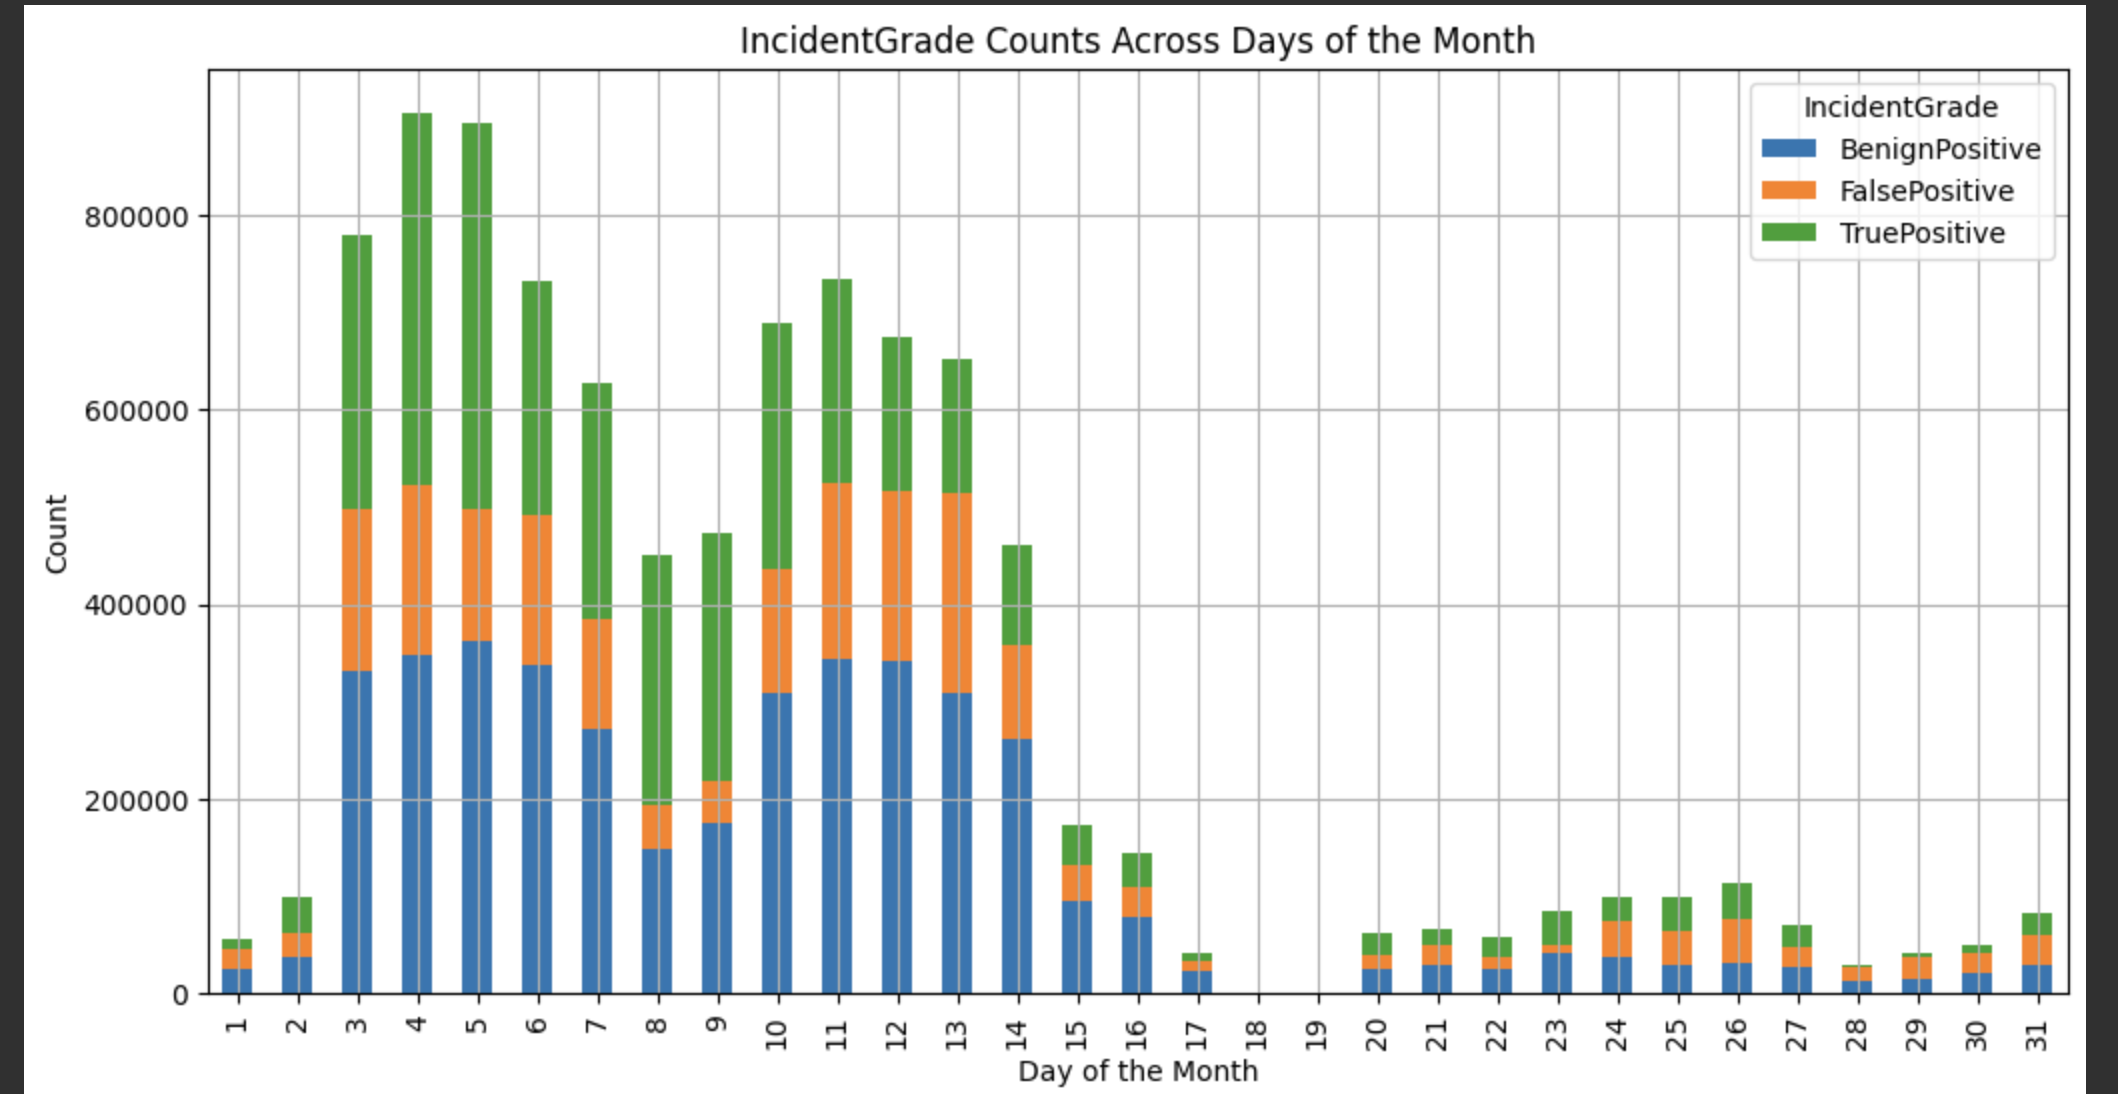 IncidentGrade Counts Across Days of the Month
IncidentGrade
BenignPositive
FalsePositive
TruePositive
800000
600000
400000
200000
0
Count
1 2 3 4 5 6 7 8 9 10 11 12 13 14 15 16 17 18 19 20 21 22 23 24 25 26 27 28 29 30 31
Day of the Month